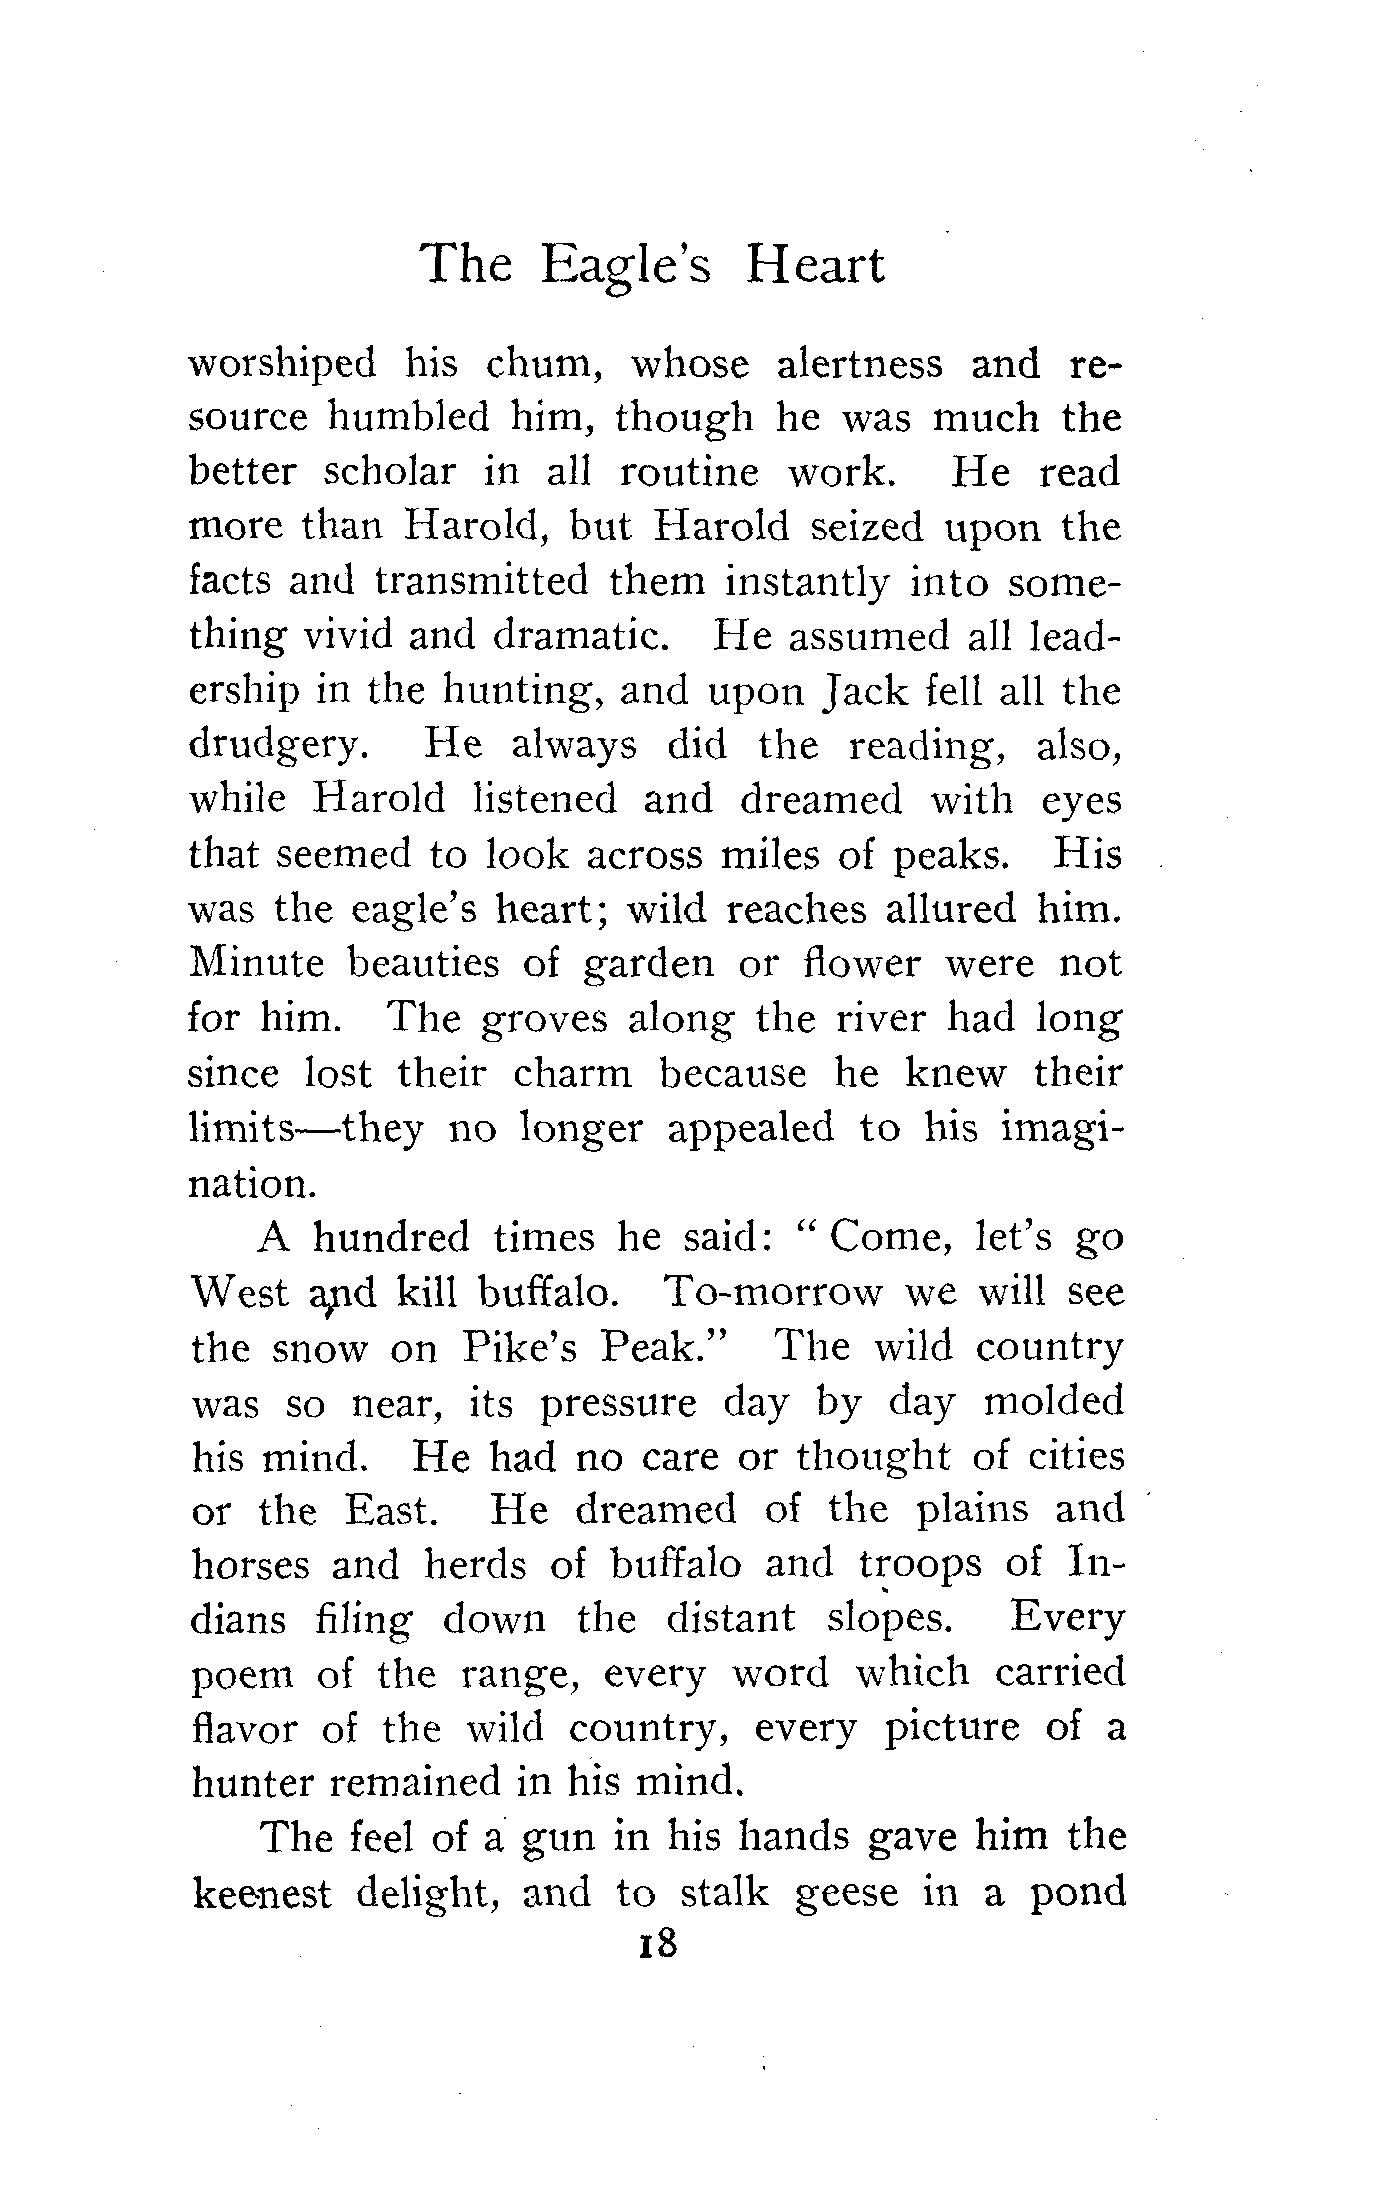 The Eagle's Heart
worshiped his chum, whose alertness and re-
source humbled him, though he was much the
better scholar in all routine work. He read
more than Harold, but Harold seized upon the
facts and transmitted them instantly into some-
thing vivid and dramatic. He assumed all lead-
ership in the hunting, and upon Jack fell all the
drudgery. He always did the reading, also,
while Harold listened and dreamed with eyes
that seemed to look across miles of peaks. His
was the eagle's heart; wild reaches allured him.
Minute beauties of garden or flower were not
for him. The groves along the river had long
since lost their charm because he knew their
limits—they no longer appealed to his imagi-
nation.
A hundred times he said: “ Come, let's go
West and kill buffalo. To-morrow we will see
the snow on Pike's Peak.” The wild country
was so near, its pressure day by day molded
his mind. He had no care or thought of cities
or the East. He dreamed of the plains and
horses and herds of buffalo and troops of In-
dians filing down the distant slopes. Every
poem of the range, every word which carried
flavor of the wild country, every picture of a
hunter remained in his mind.
The feel of a gun in his hands gave him the
keenest delight, and to stalk geese in a pond
18